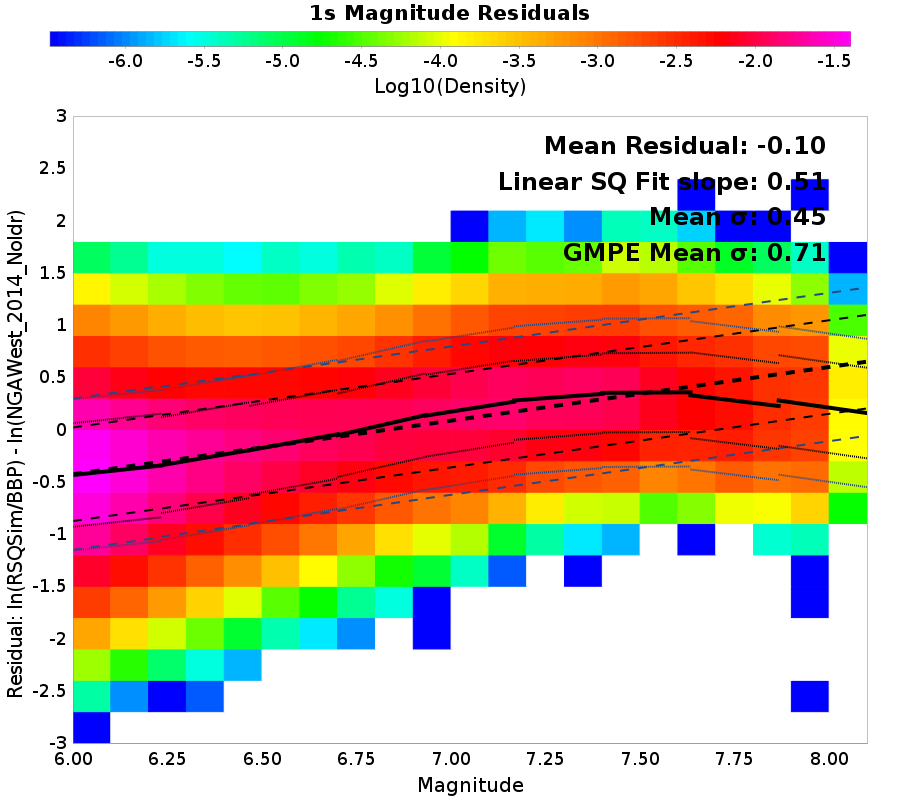 1s Magnitude Residuals
-6.0 -5.5 -5.0 -4.5 -4.0 -3.5 -3.0 -2.5 -2.0 -1.5
Log10(Density)
Mean Residual: -0.10
Linear SQ Fit slope: 0.51
Mean σ: 0.45
GMPE Mean σ: 0.71
Residual: ln(RSQSim/BBP) - ln(NGAWest_2014_NoIdr)
3
2.5
2
1.5
1
0.5
0
-0.5
-1
-1.5
-2
-2.5
-3
6.00 6.25 6.50 6.75 7.00 7.25 7.50 7.75 8.00
Magnitude